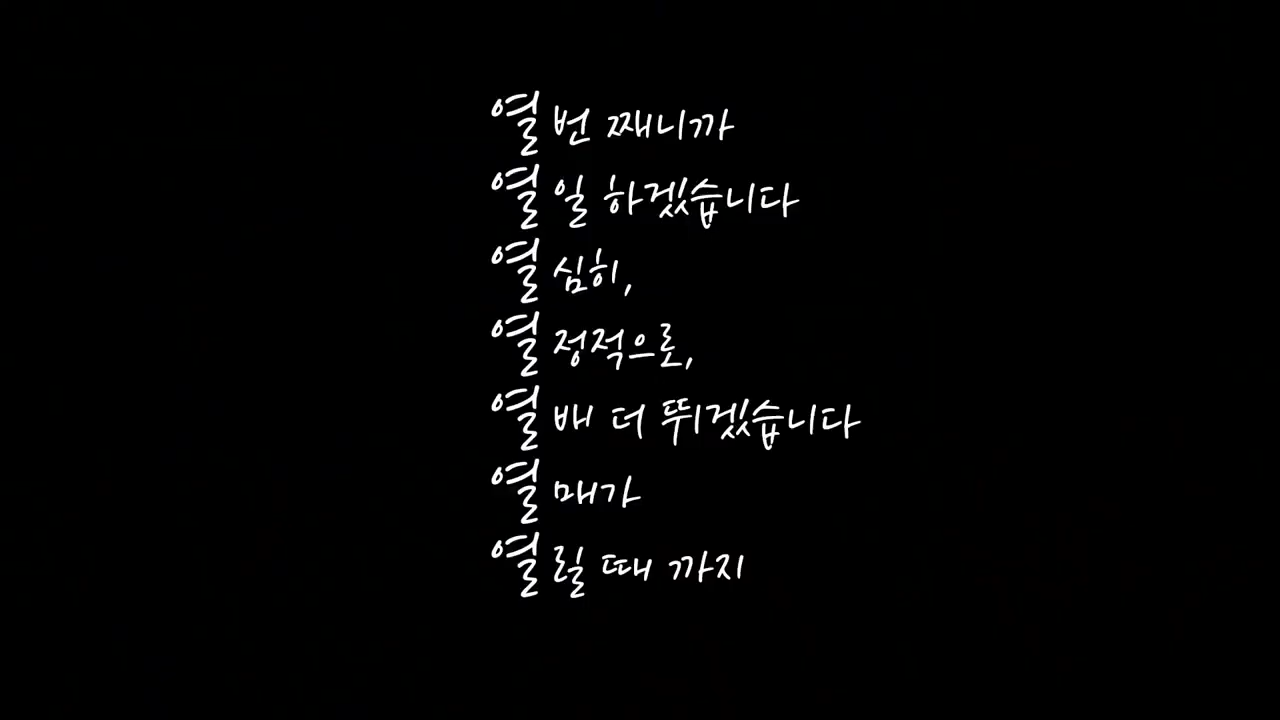 열 번 째니까
열 일 하겠습니다
열 심히,
열 정적으로,
열 배 더 뛰겠습니다
열 매가
열 릴 때 까지